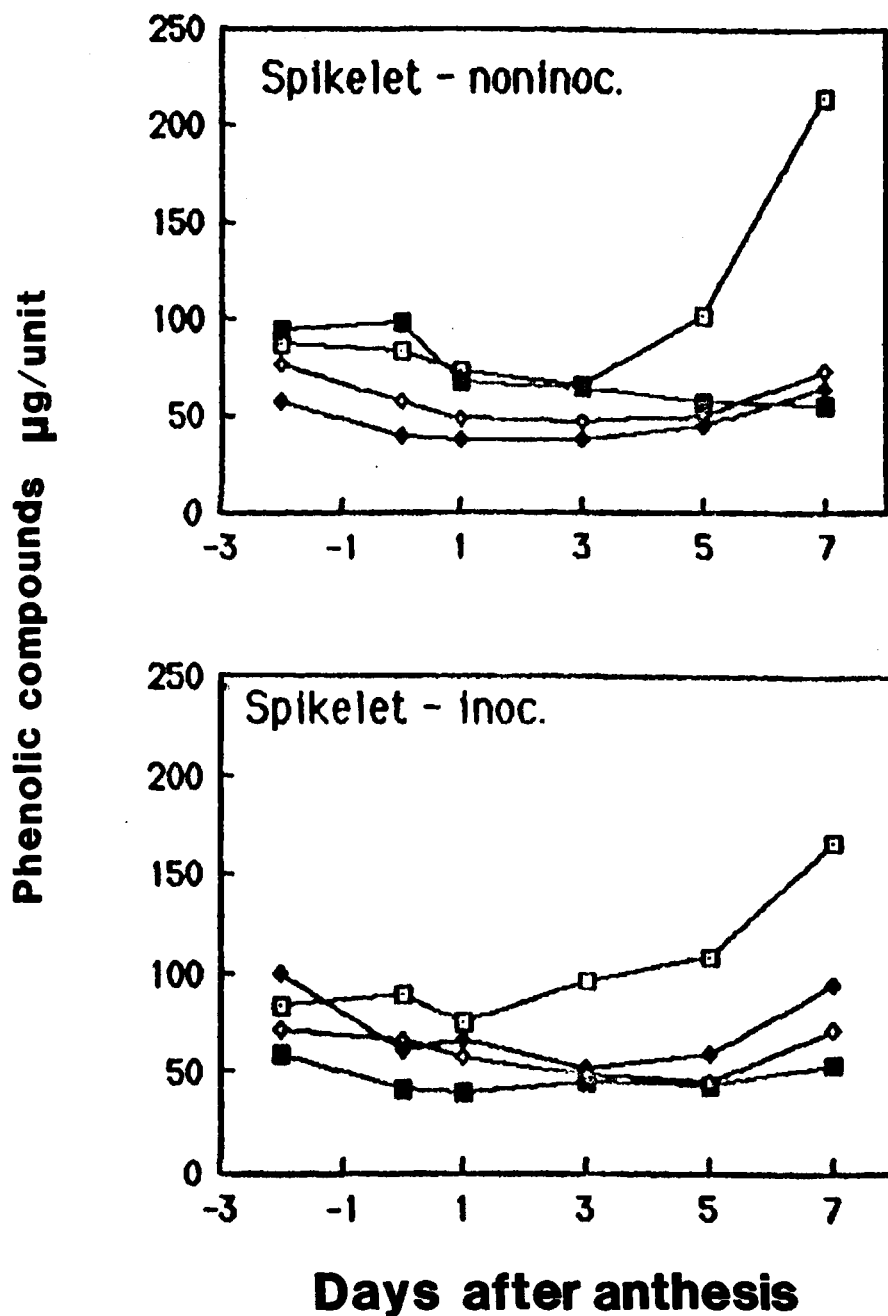 Phenolic compounds µg/unit
250
Spikelet - noninoc.
200
150
100
50
0
-3 -1 1 3 5 7
250
Spikelet - inoc.
200
150
100
50
0
-3 -1 1 3 5 7
Days after anthesis